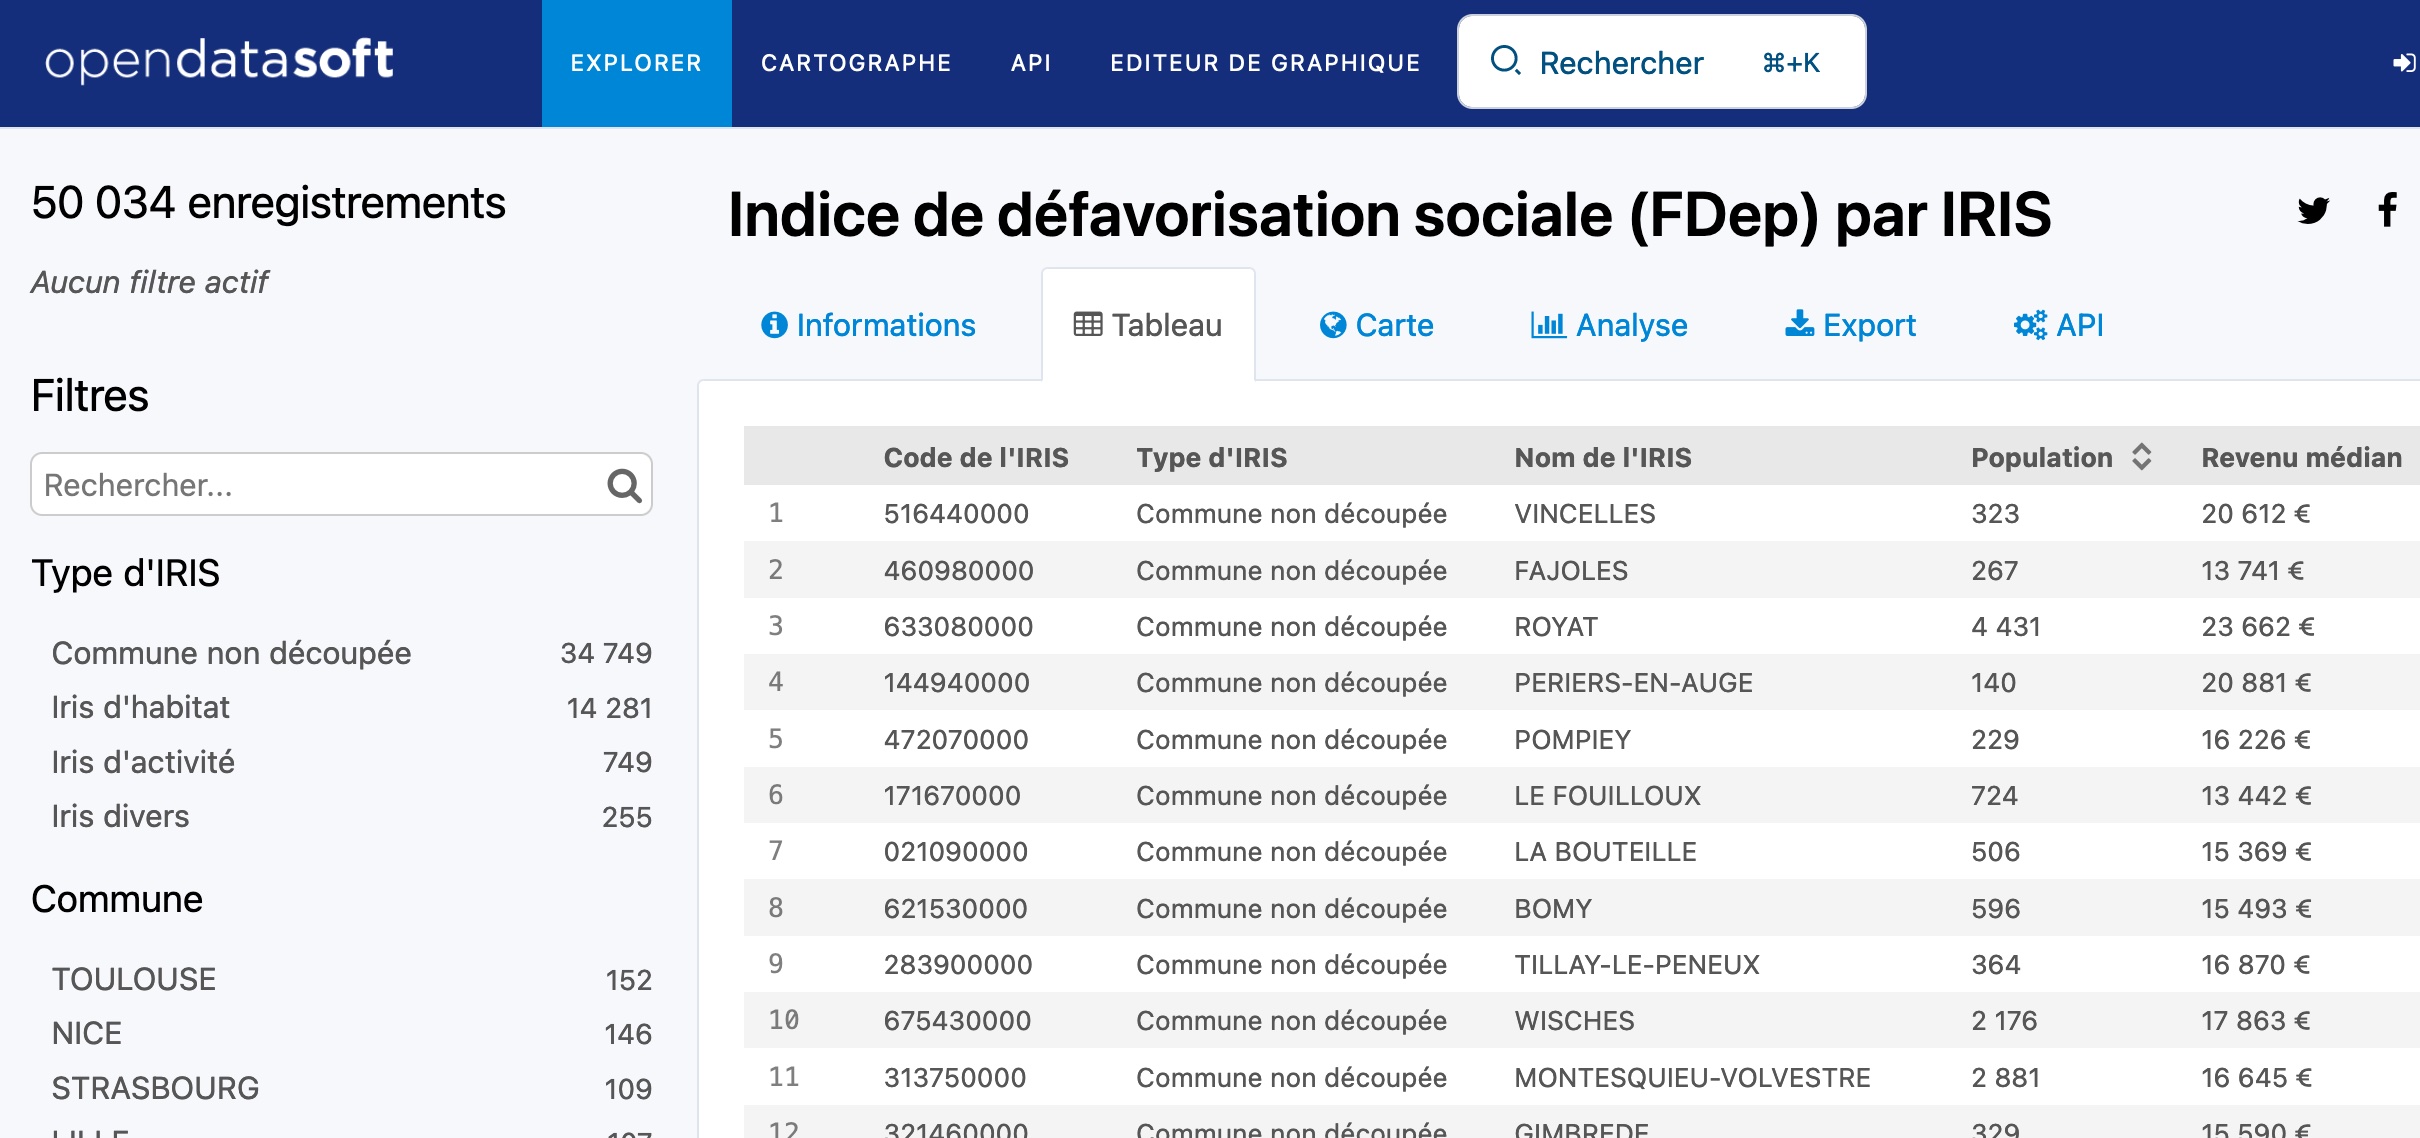 opendatasoft EXPLORER CARTOGRAPHE API EDITEUR DE GRAPHIQUE Rechercher ⌘+K
50 034 enregistrements
Aucun filtre actif
Filtres
Rechercher...
Type d'IRIS
Commune non découpée 34 749
Iris d'habitat 14 281
Iris d'activité 749
Iris divers 255
Commune
TOULOUSE 152
NICE 146
STRASBOURG 109
LILLE 107
Indice de défavorisation sociale (FDep) par IRIS
Informations Tableau Carte Analyse Export API
Code de l'IRIS Type d'IRIS Nom de l'IRIS Population Revenu médian
1 516440000 Commune non découpée VINCELLES 323 20 612 €
2 460980000 Commune non découpée FAJOLES 267 13 741 €
3 633080000 Commune non découpée ROYAT 4 431 23 662 €
4 144940000 Commune non découpée PERIERS-EN-AUGE 140 20 881 €
5 472070000 Commune non découpée POMPIEY 229 16 226 €
6 171670000 Commune non découpée LE FOUILLOUX 724 13 442 €
7 021090000 Commune non découpée LA BOUTEILLE 506 15 369 €
8 621530000 Commune non découpée BOMY 596 15 493 €
9 283900000 Commune non découpée TILLAY-LE-PENEUX 364 16 870 €
10 675430000 Commune non découpée WISCHES 2 176 17 863 €
11 313750000 Commune non découpée MONTESQUIEU-VOLVESTRE 2 881 16 645 €
12 321460000 Commune non découpée GIMBREDE 329 15 590 €